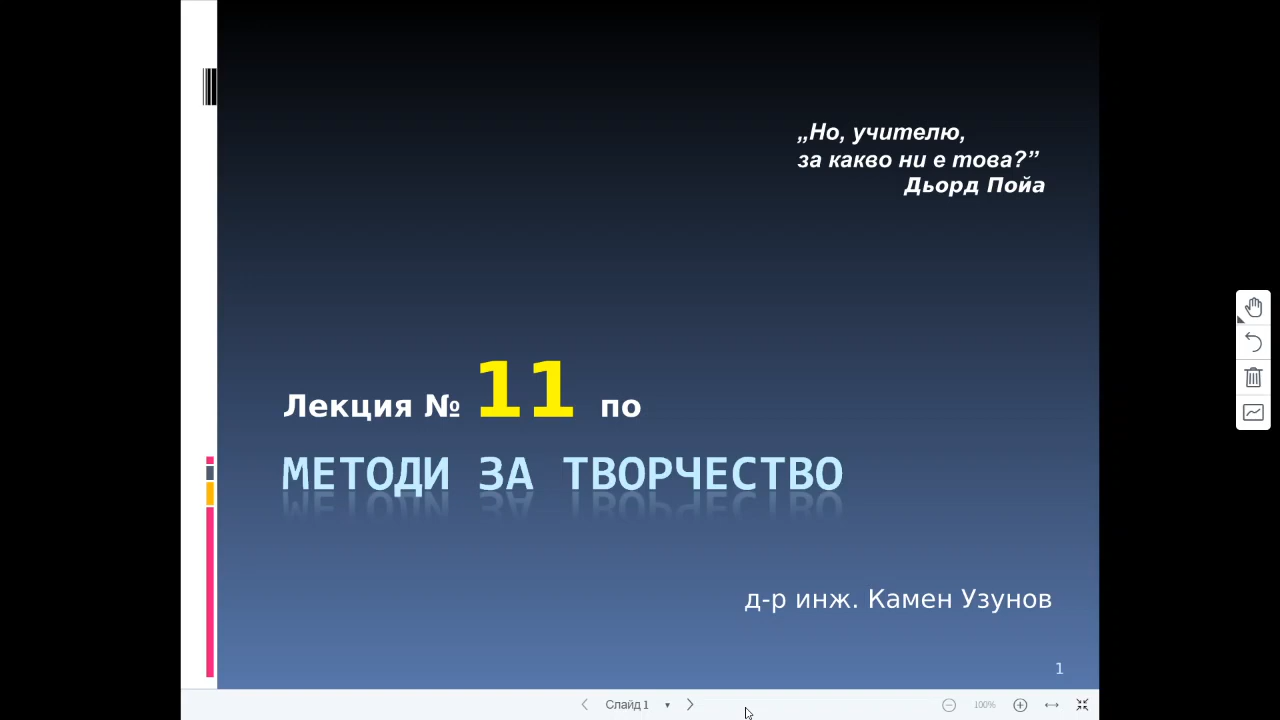 „Но, учителю,
за какво ни е това?”
Дьорд Пойа
Лекция № 11 по
МЕТОДИ ЗА ТВОРЧЕСТВО
д-р инж. Камен Узунов
1
Слайд 1
100%